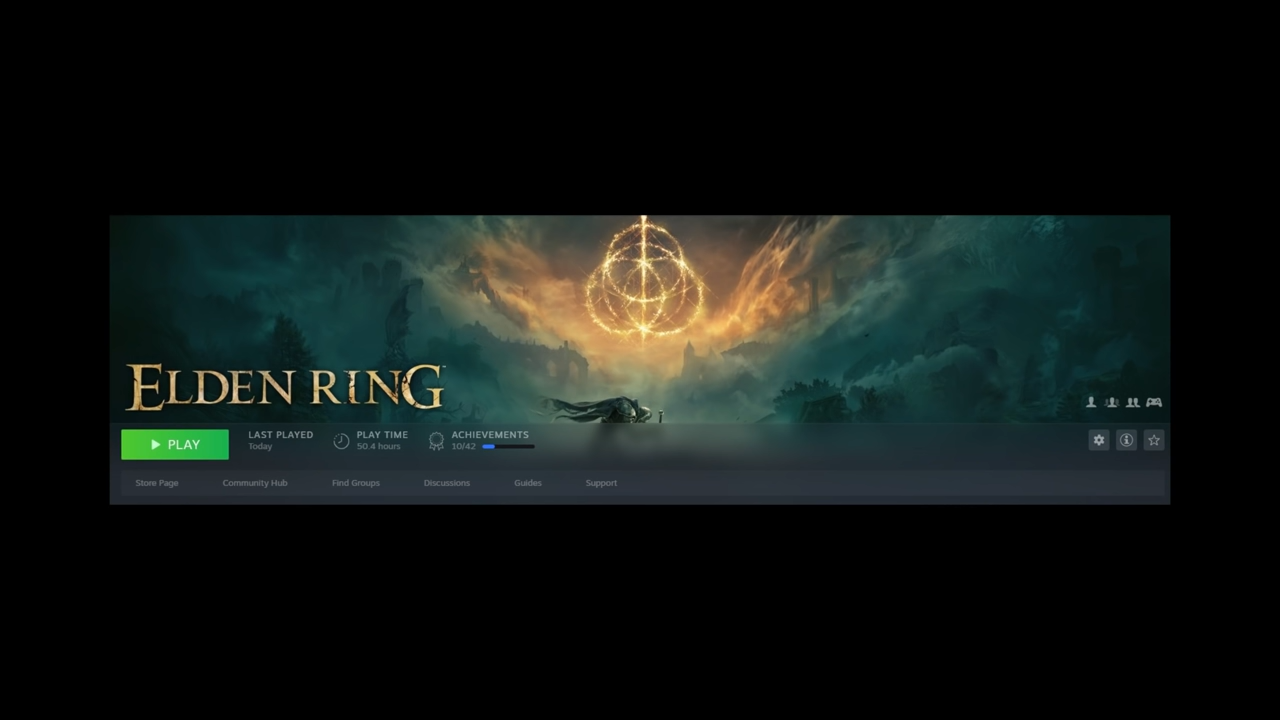 ELDEN RING
PLAY
LAST PLAYED
Today
PLAY TIME
50.4 hours
ACHIEVEMENTS
10/42
Store Page
Community Hub
Find Groups
Discussions
Guides
Support